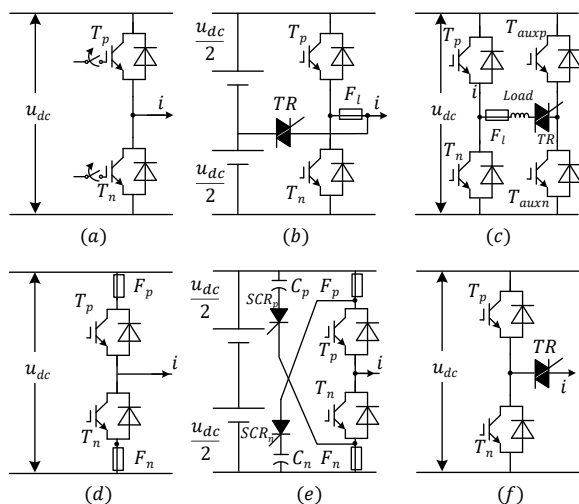 T_p
u_dc
i
T_n
(a)
u_dc/2
T_p
TR
F_l
i
u_dc/2
T_n
(b)
T_p
T_auxp
u_dc
i
Load
F_l
TR
T_n
T_auxn
(c)
F_p
T_p
u_dc
i
T_n
F_n
(d)
u_dc/2
C_p
F_p
SCR_p
T_p
T_n
i
u_dc/2
SCR_n
C_n
F_n
(e)
T_p
u_dc
TR
i
T_n
(f)